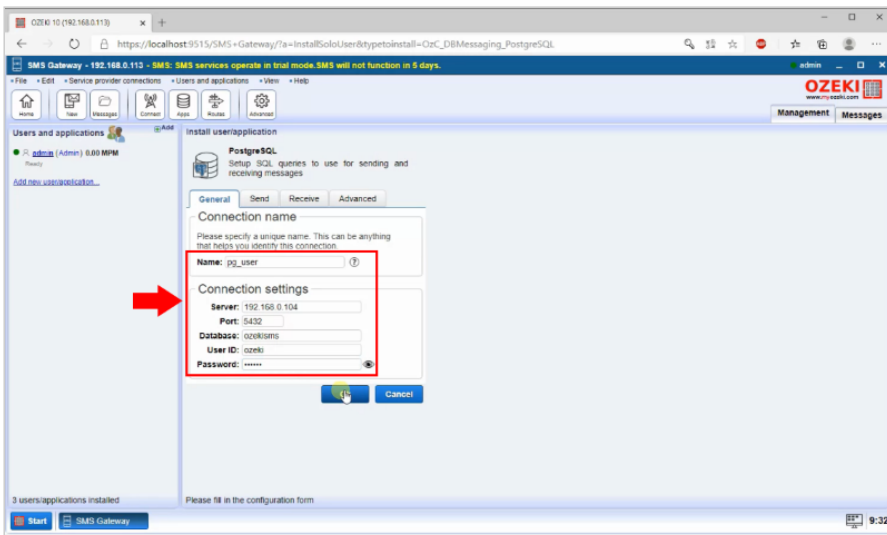 OZEKI 10 (192.168.0.113)
https://localhost:9515/SMS+Gateway/?a=InstallSoloUser&typetoinstall=OzC_DBMessaging_PostgreSQL
SMS Gateway - 192.168.0.113 - SMS: SMS services operate in trial mode.SMS will not function in 5 days.
admin
File Edit Service provider connections Users and applications View Help
OZEKI
www.myozeki.com
Home New Messages Connect Apps Routes Advanced
Management Messages
Users and applications Add
admin (Admin) 0.00 MPM
Ready
Add new user/application...
Install user/application
PostgreSQL
Setup SQL queries to use for sending and
receiving messages
General Send Receive Advanced
Connection name
Please specify a unique name. This can be anything
that helps you identify this connection.
Name: pg_user
Connection settings
Server: 192.168.0.104
Port: 5432
Database: ozekisms
User ID: ozeki
Password: ••••••
Cancel
3 users/applications installed
Please fill in the configuration form
Start SMS Gateway
9:32